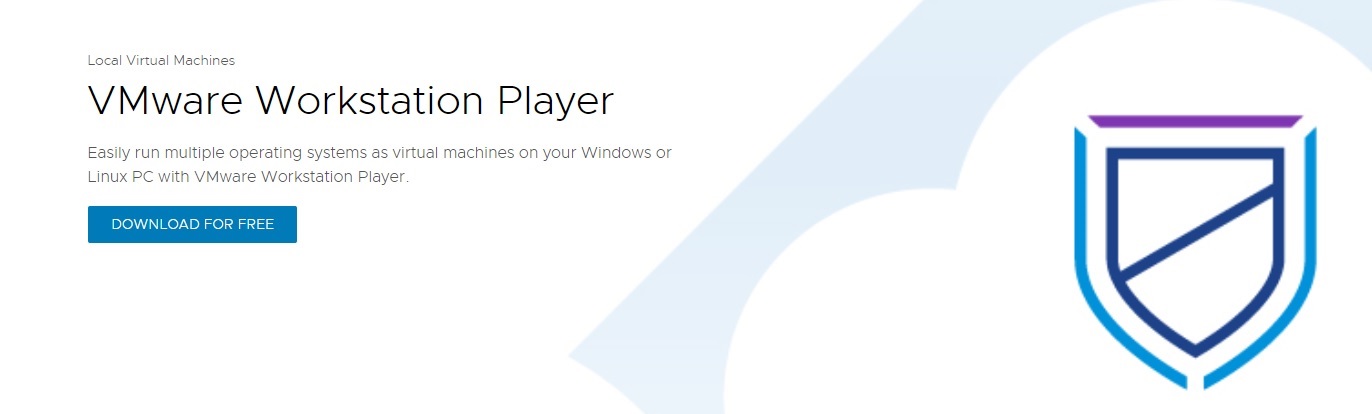 Local Virtual Machines
VMware Workstation Player
Easily run multiple operating systems as virtual machines on your Windows or
Linux PC with VMware Workstation Player.
DOWNLOAD FOR FREE